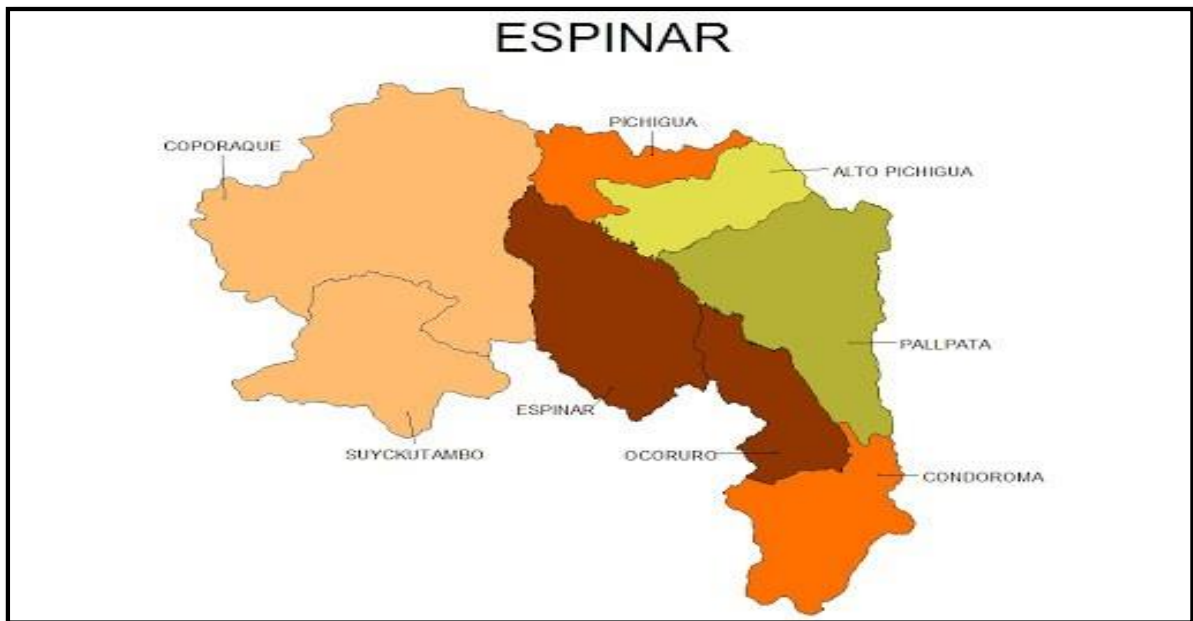 ESPINAR
PICHIGUA
COPORAQUE
ALTO PICHIGUA
PALLPATA
ESPINAR
SUYCKUTAMBO
OCORURO
CONDOROMA